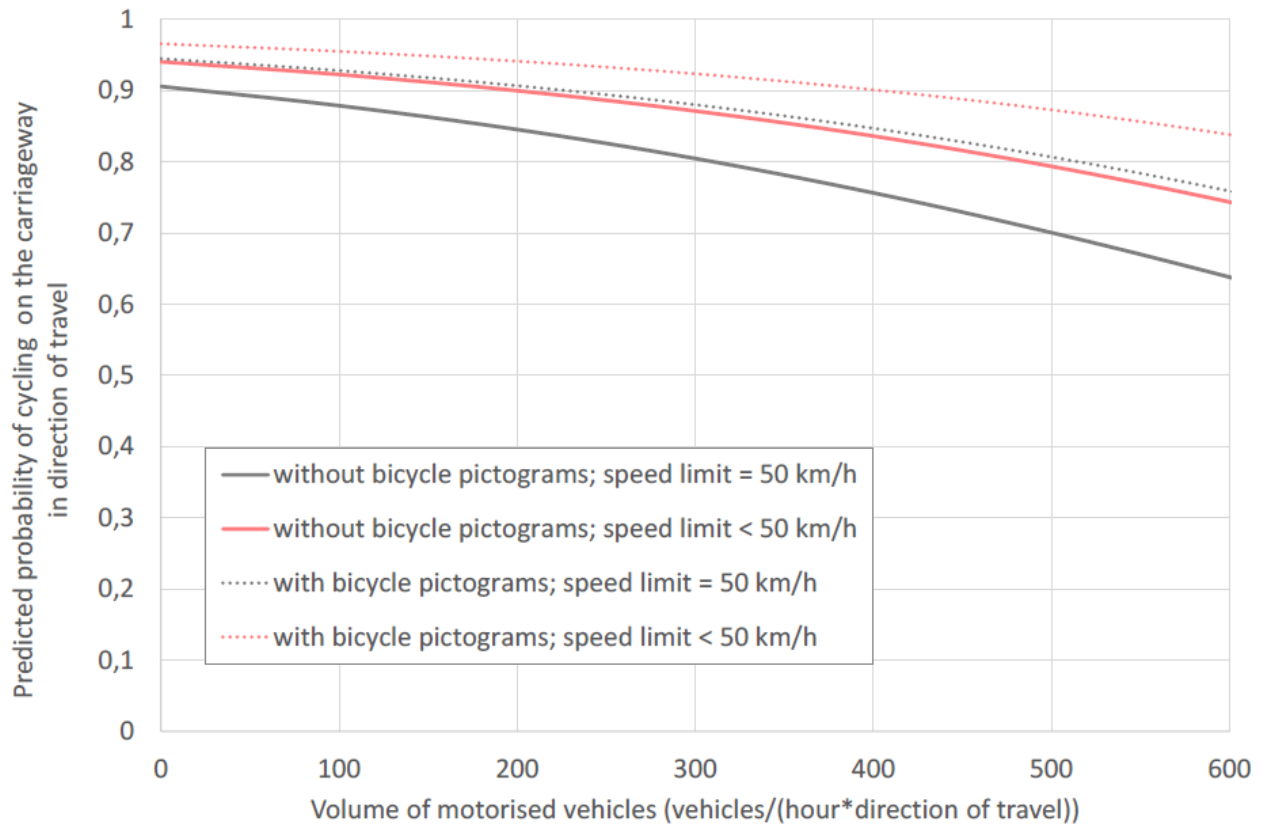 Predicted probability of cycling on the carriageway
in direction of travel
1
0,9
0,8
0,7
0,6
0,5
0,4
0,3
0,2
0,1
0
without bicycle pictograms; speed limit = 50 km/h
without bicycle pictograms; speed limit < 50 km/h
with bicycle pictograms; speed limit = 50 km/h
with bicycle pictograms; speed limit < 50 km/h
0 100 200 300 400 500 600
Volume of motorised vehicles (vehicles/(hour*direction of travel))